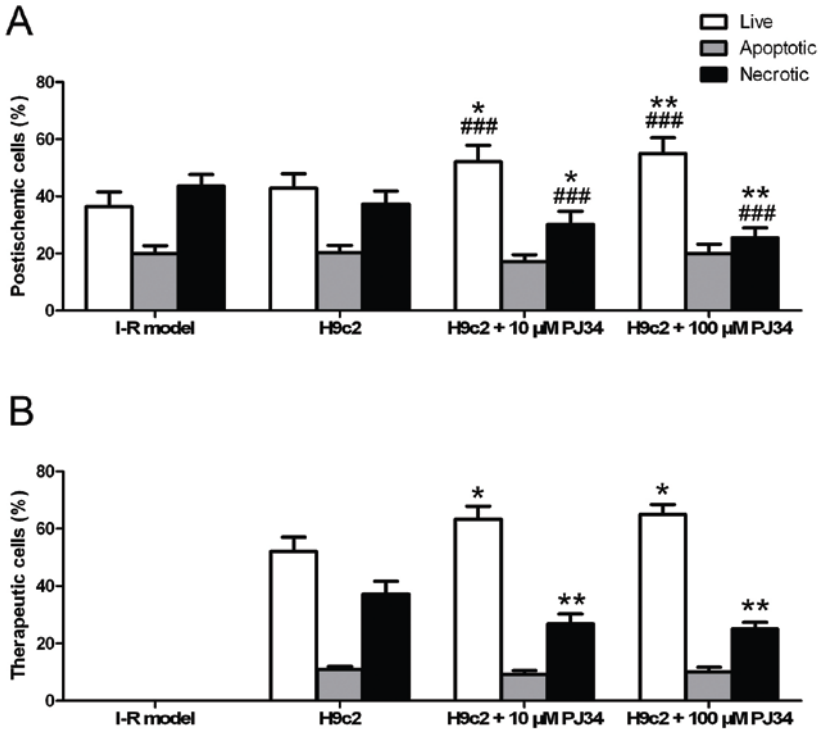 A
Live
Apoptotic
Necrotic
Postischemic cells (%)
80
60
40
20
0
*
###
*
###
**
###
**
###
I-R model
H9c2
H9c2 + 10 µM PJ34
H9c2 + 100 µM PJ34
B
Therapeutic cells (%)
80
60
40
20
0
*
**
*
**
I-R model
H9c2
H9c2 + 10 µM PJ34
H9c2 + 100 µM PJ34